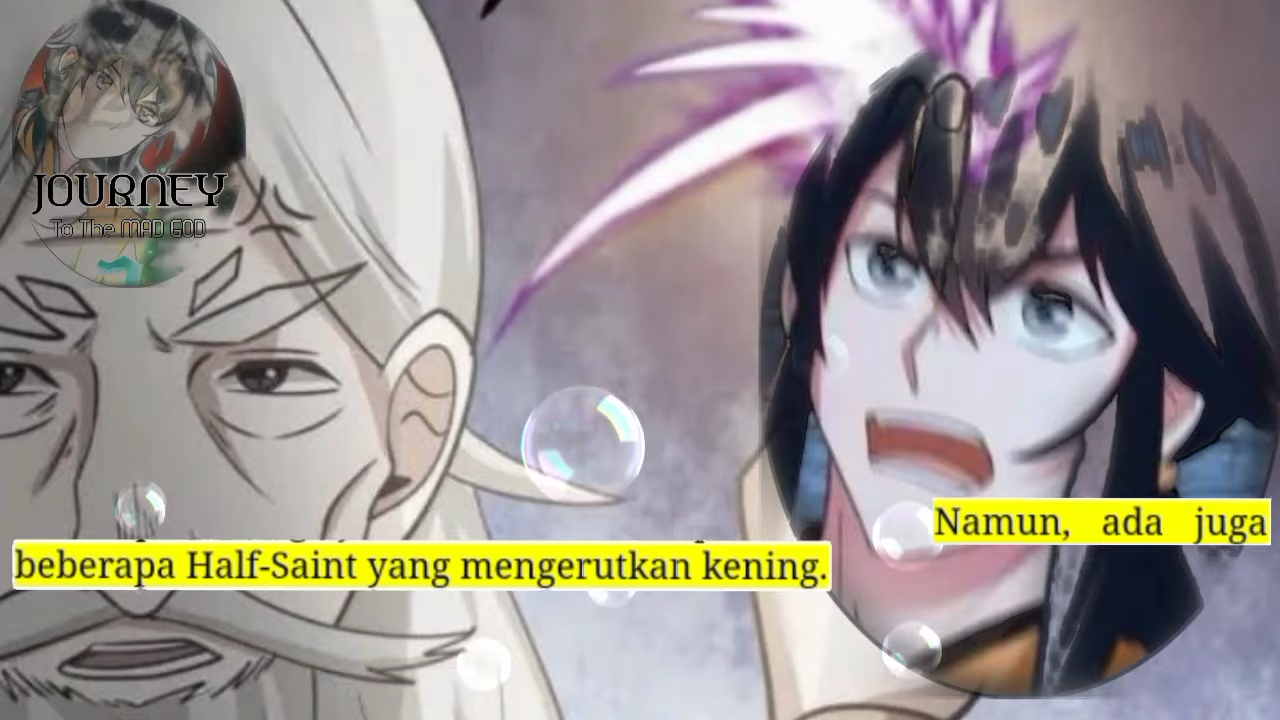 JOURNEY
To The MAD GOD
Namun, ada juga
beberapa Half-Saint yang mengerutkan kening.